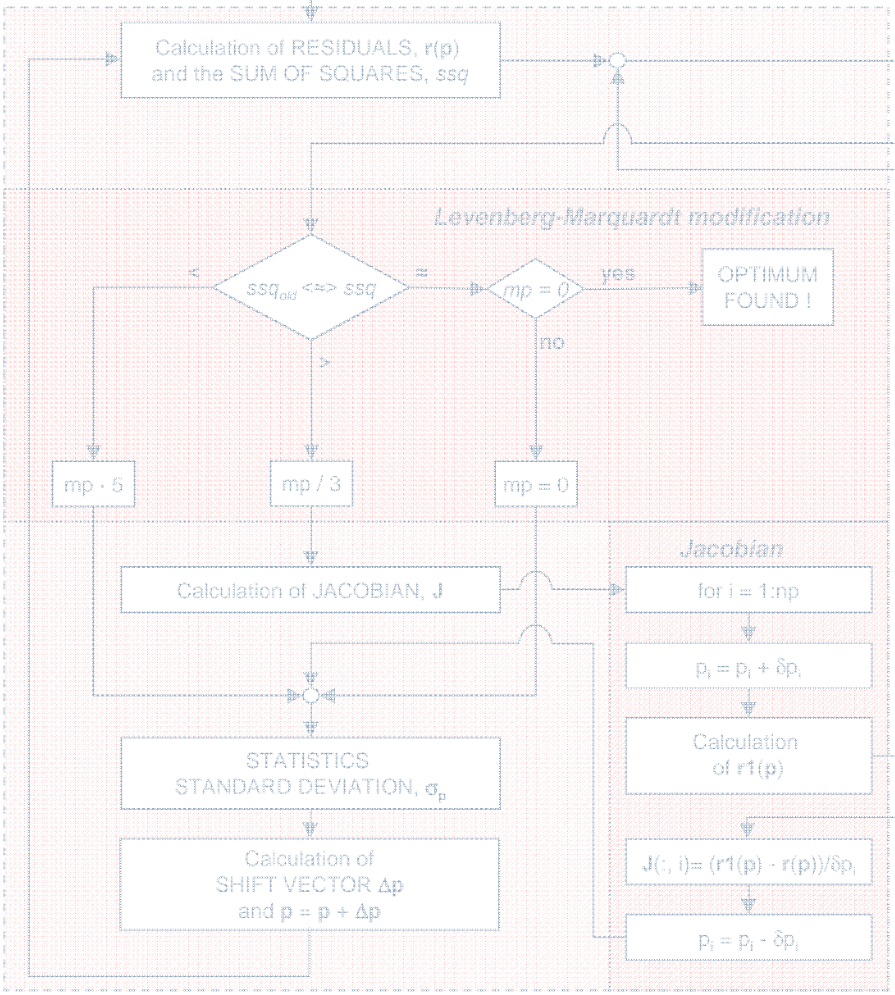 Calculation of RESIDUALS, r(p)
and the SUM OF SQUARES, ssq
Levenberg-Marquardt modification
<
ssq_old <≈> ssq
≈
mp = 0
yes
OPTIMUM
FOUND !
>
no
mp · 5
mp / 3
mp = 0
Jacobian
Calculation of JACOBIAN, J
for i = 1:np
p_i = p_i + δp_i
Calculation
of r1(p)
STATISTICS
STANDARD DEVIATION, σ_p
J(:, i)= (r1(p) - r(p))/δp_i
Calculation of
SHIFT VECTOR Δp
and p = p + Δp
p_i = p_i - δp_i